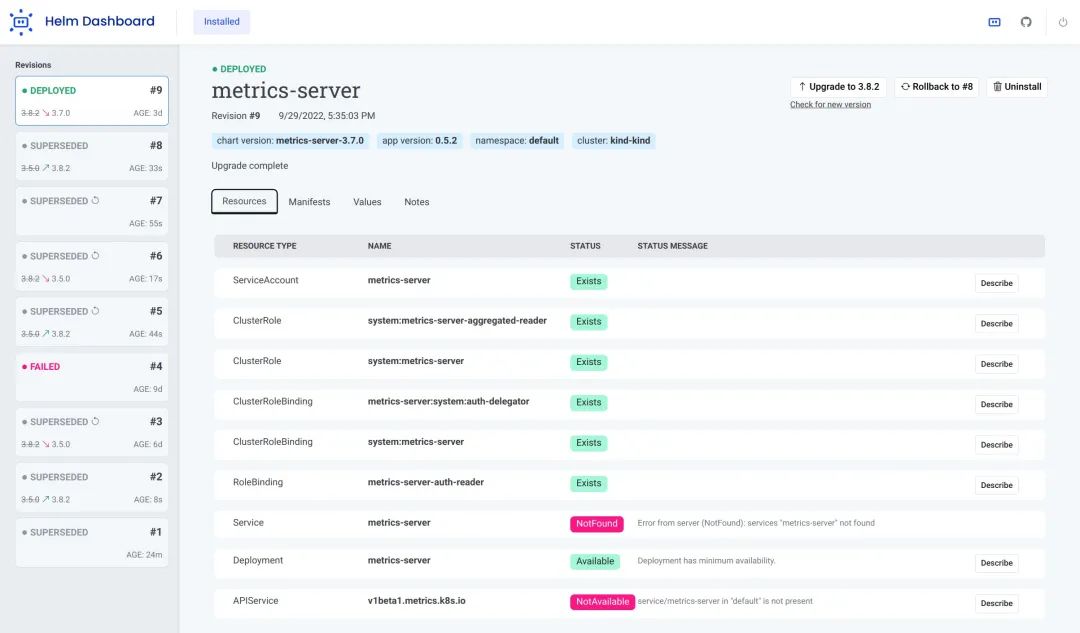 Helm Dashboard
Installed
Revisions
DEPLOYED #9
3.8.2 3.7.0 AGE: 3d
SUPERSEDED #8
3.5.0 3.8.2 AGE: 33s
SUPERSEDED #7
AGE: 55s
SUPERSEDED #6
3.8.2 3.5.0 AGE: 17s
SUPERSEDED #5
3.5.0 3.8.2 AGE: 44s
FAILED #4
AGE: 9d
SUPERSEDED #3
3.8.2 3.5.0 AGE: 6d
SUPERSEDED #2
3.5.0 3.8.2 AGE: 8s
SUPERSEDED #1
AGE: 24m
DEPLOYED
metrics-server
Upgrade to 3.8.2 Rollback to #8 Uninstall
Check for new version
Revision #9 9/29/2022, 5:35:03 PM
chart version: metrics-server-3.7.0 app version: 0.5.2 namespace: default cluster: kind-kind
Upgrade complete
Resources Manifests Values Notes
RESOURCE TYPE NAME STATUS STATUS MESSAGE
ServiceAccount metrics-server Exists Describe
ClusterRole system:metrics-server-aggregated-reader Exists Describe
ClusterRole system:metrics-server Exists Describe
ClusterRoleBinding metrics-server:system:auth-delegator Exists Describe
ClusterRoleBinding system:metrics-server Exists Describe
RoleBinding metrics-server-auth-reader Exists Describe
Service metrics-server NotFound Error from server (NotFound): services "metrics-server" not found
Deployment metrics-server Available Deployment has minimum availability. Describe
APIService v1beta1.metrics.k8s.io NotAvailable service/metrics-server in "default" is not present Describe